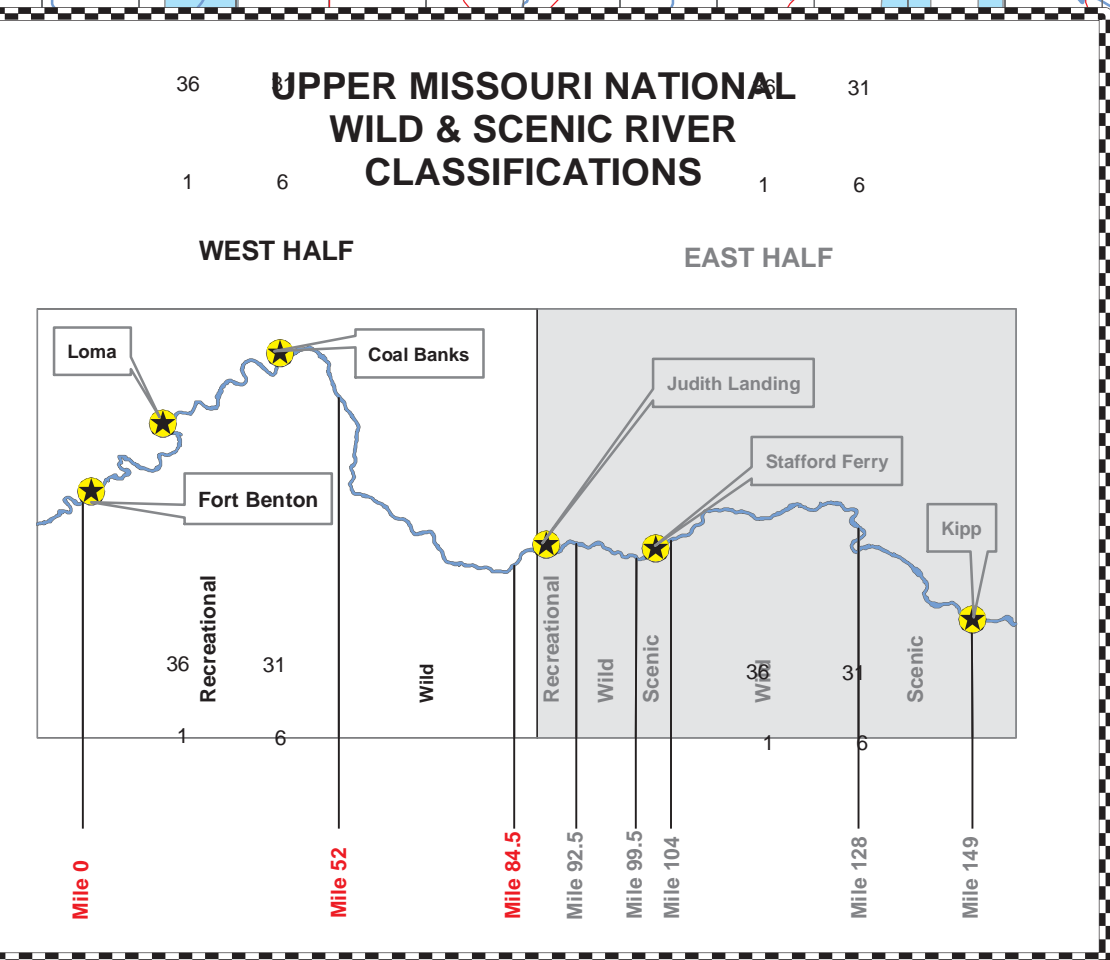 36 31 36 31
UPPER MISSOURI NATIONAL
WILD & SCENIC RIVER
CLASSIFICATIONS
1 6 1 6
WEST HALF
EAST HALF
Loma
Coal Banks
Judith Landing
Stafford Ferry
Fort Benton
Kipp
Recreational
Wild
Recreational
Wild
Scenic
Wild
Scenic
36 31 36 31
1 6 1 6
Mile 0
Mile 52
Mile 84.5
Mile 92.5
Mile 99.5
Mile 104
Mile 128
Mile 149